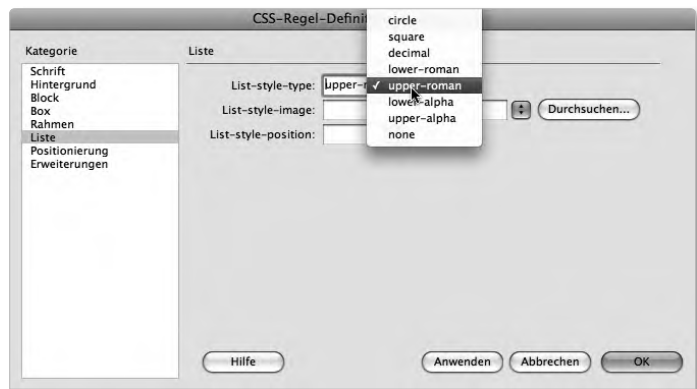 CSS-Regel-Defini
Kategorie
Schrift
Hintergrund
Block
Box
Rahmen
Liste
Positionierung
Erweiterungen
Liste
List-style-type: upper-r
List-style-image:
Durchsuchen...
List-style-position:
circle
square
decimal
lower-roman
✓ upper-roman
lower-alpha
upper-alpha
none
Hilfe
Anwenden
Abbrechen
OK